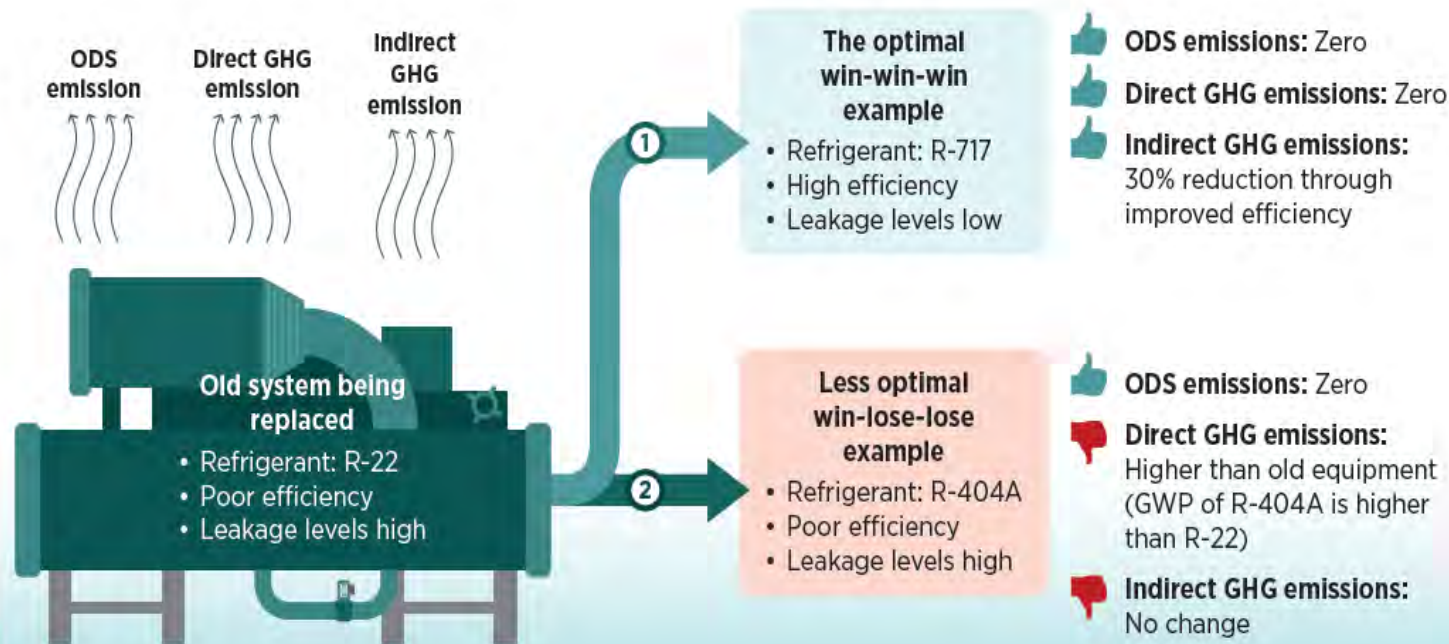 ODS
emission
Direct GHG
emission
Indirect
GHG
emission
Old system being
replaced
• Refrigerant: R-22
• Poor efficiency
• Leakage levels high
1
2
The optimal
win-win-win
example
• Refrigerant: R-717
• High efficiency
• Leakage levels low
ODS emissions: Zero
Direct GHG emissions: Zero
Indirect GHG emissions:
30% reduction through
improved efficiency
Less optimal
win-lose-lose
example
• Refrigerant: R-404A
• Poor efficiency
• Leakage levels high
ODS emissions: Zero
Direct GHG emissions:
Higher than old equipment
(GWP of R-404A is higher
than R-22)
Indirect GHG emissions:
No change